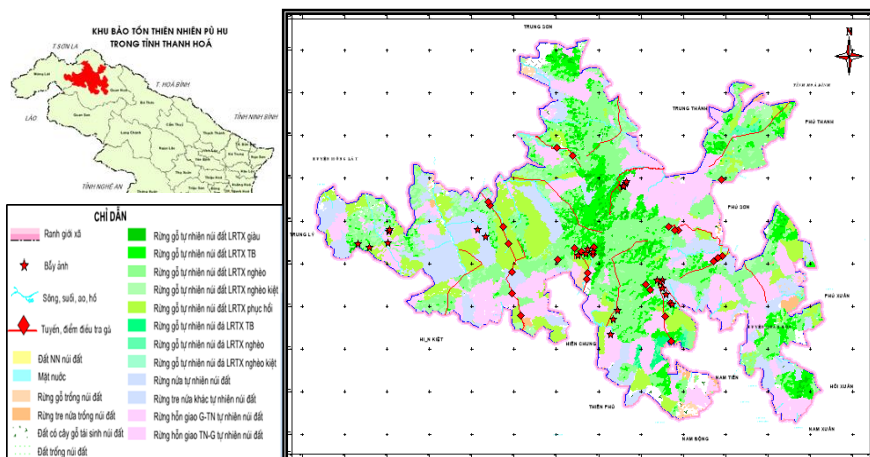 KHU BẢO TỒN THIÊN NHIÊN PÙ HU
TRONG TỈNH THANH HOÁ
T SƠN LA
T. HOÀ BÌNH
TỈNH NINH BÌNH
LÀO
TỈNH NGHỆ AN
CHỈ DẪN
Ranh giới xã
Bẫy ảnh
Sông, suối, ao, hồ
Tuyến, điểm điều tra gù
Đất NN núi đất
Mặt nước
Rừng gỗ trồng núi đất
Rừng tre nứa trồng núi đất
Đất có cây gỗ tái sinh núi đất
Đất trống núi đất
Rừng gỗ tự nhiên núi đất LRTX giàu
Rừng gỗ tự nhiên núi đất LRTX TB
Rừng gỗ tự nhiên núi đất LRTX nghèo
Rừng gỗ tự nhiên núi đất LRTX nghèo kiệt
Rừng gỗ tự nhiên núi đất LRTX phục hồi
Rừng gỗ tự nhiên núi đá LRTX TB
Rừng gỗ tự nhiên núi đá LRTX nghèo
Rừng gỗ tự nhiên núi đá LRTX nghèo kiệt
Rừng nứa tự nhiên núi đất
Rừng tre nứa khác tự nhiên núi đất
Rừng hỗn giao G-TN tự nhiên núi đất
Rừng hỗn giao TN-G tự nhiên núi đất
N
TRUNG SƠN
TRUNG THÀNH
PHÚ THANH
PHÚ SƠN
TRUNG LÝ
PHÚ XUÂN
HIỀN KIỆT
HIỀN CHUNG
NAM TIẾN
HỒI XUÂN
THIÊN PHỦ
NAM ĐỘNG
NAM XUÂN